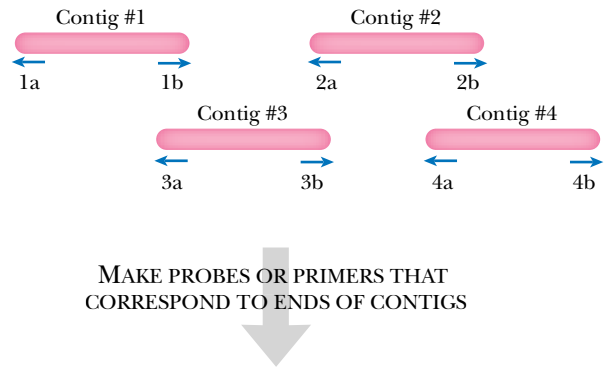 Contig #1 Contig #2
1a 1b 2a 2b
Contig #3 Contig #4
3a 3b 4a 4b
MAKE PROBES OR PRIMERS THAT
CORRESPOND TO ENDS OF CONTIGS